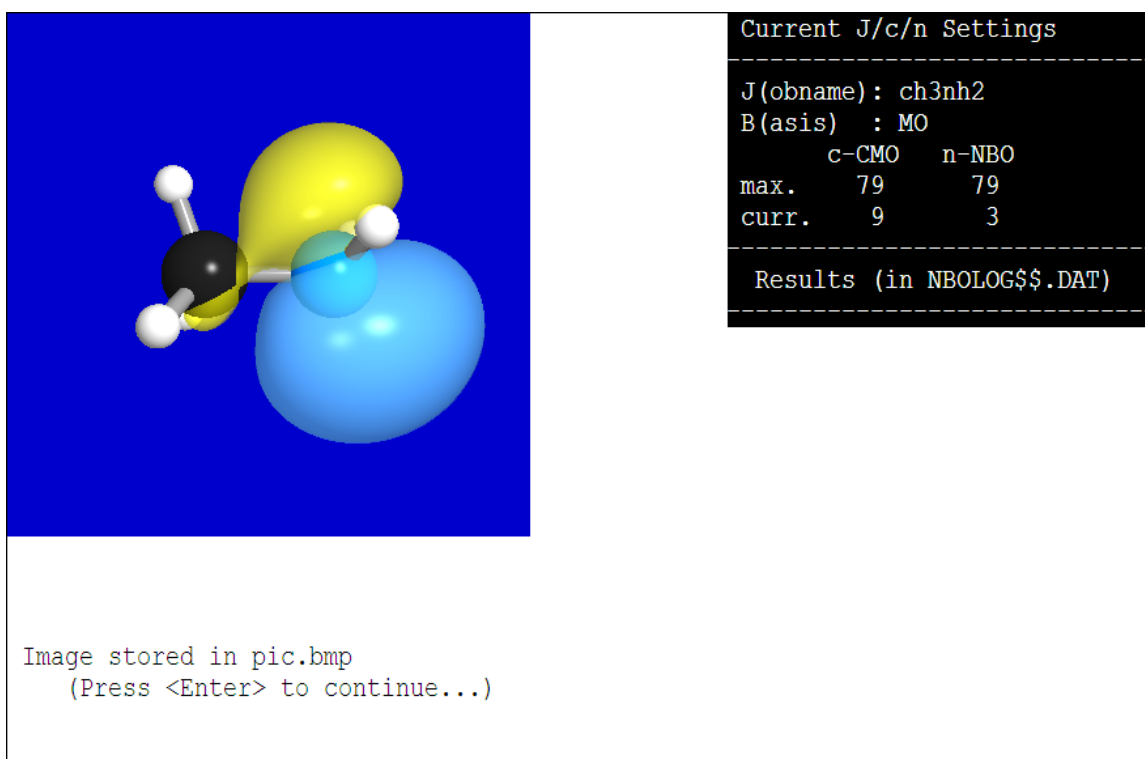 Current J/c/n Settings
-----------------------------
J(obname): ch3nh2
B(asis)  : MO
c-CMO   n-NBO
max.    79      79
curr.    9       3
-----------------------------
Results (in NBOLOG$$.DAT)
-----------------------------
Image stored in pic.bmp
(Press <Enter> to continue...)